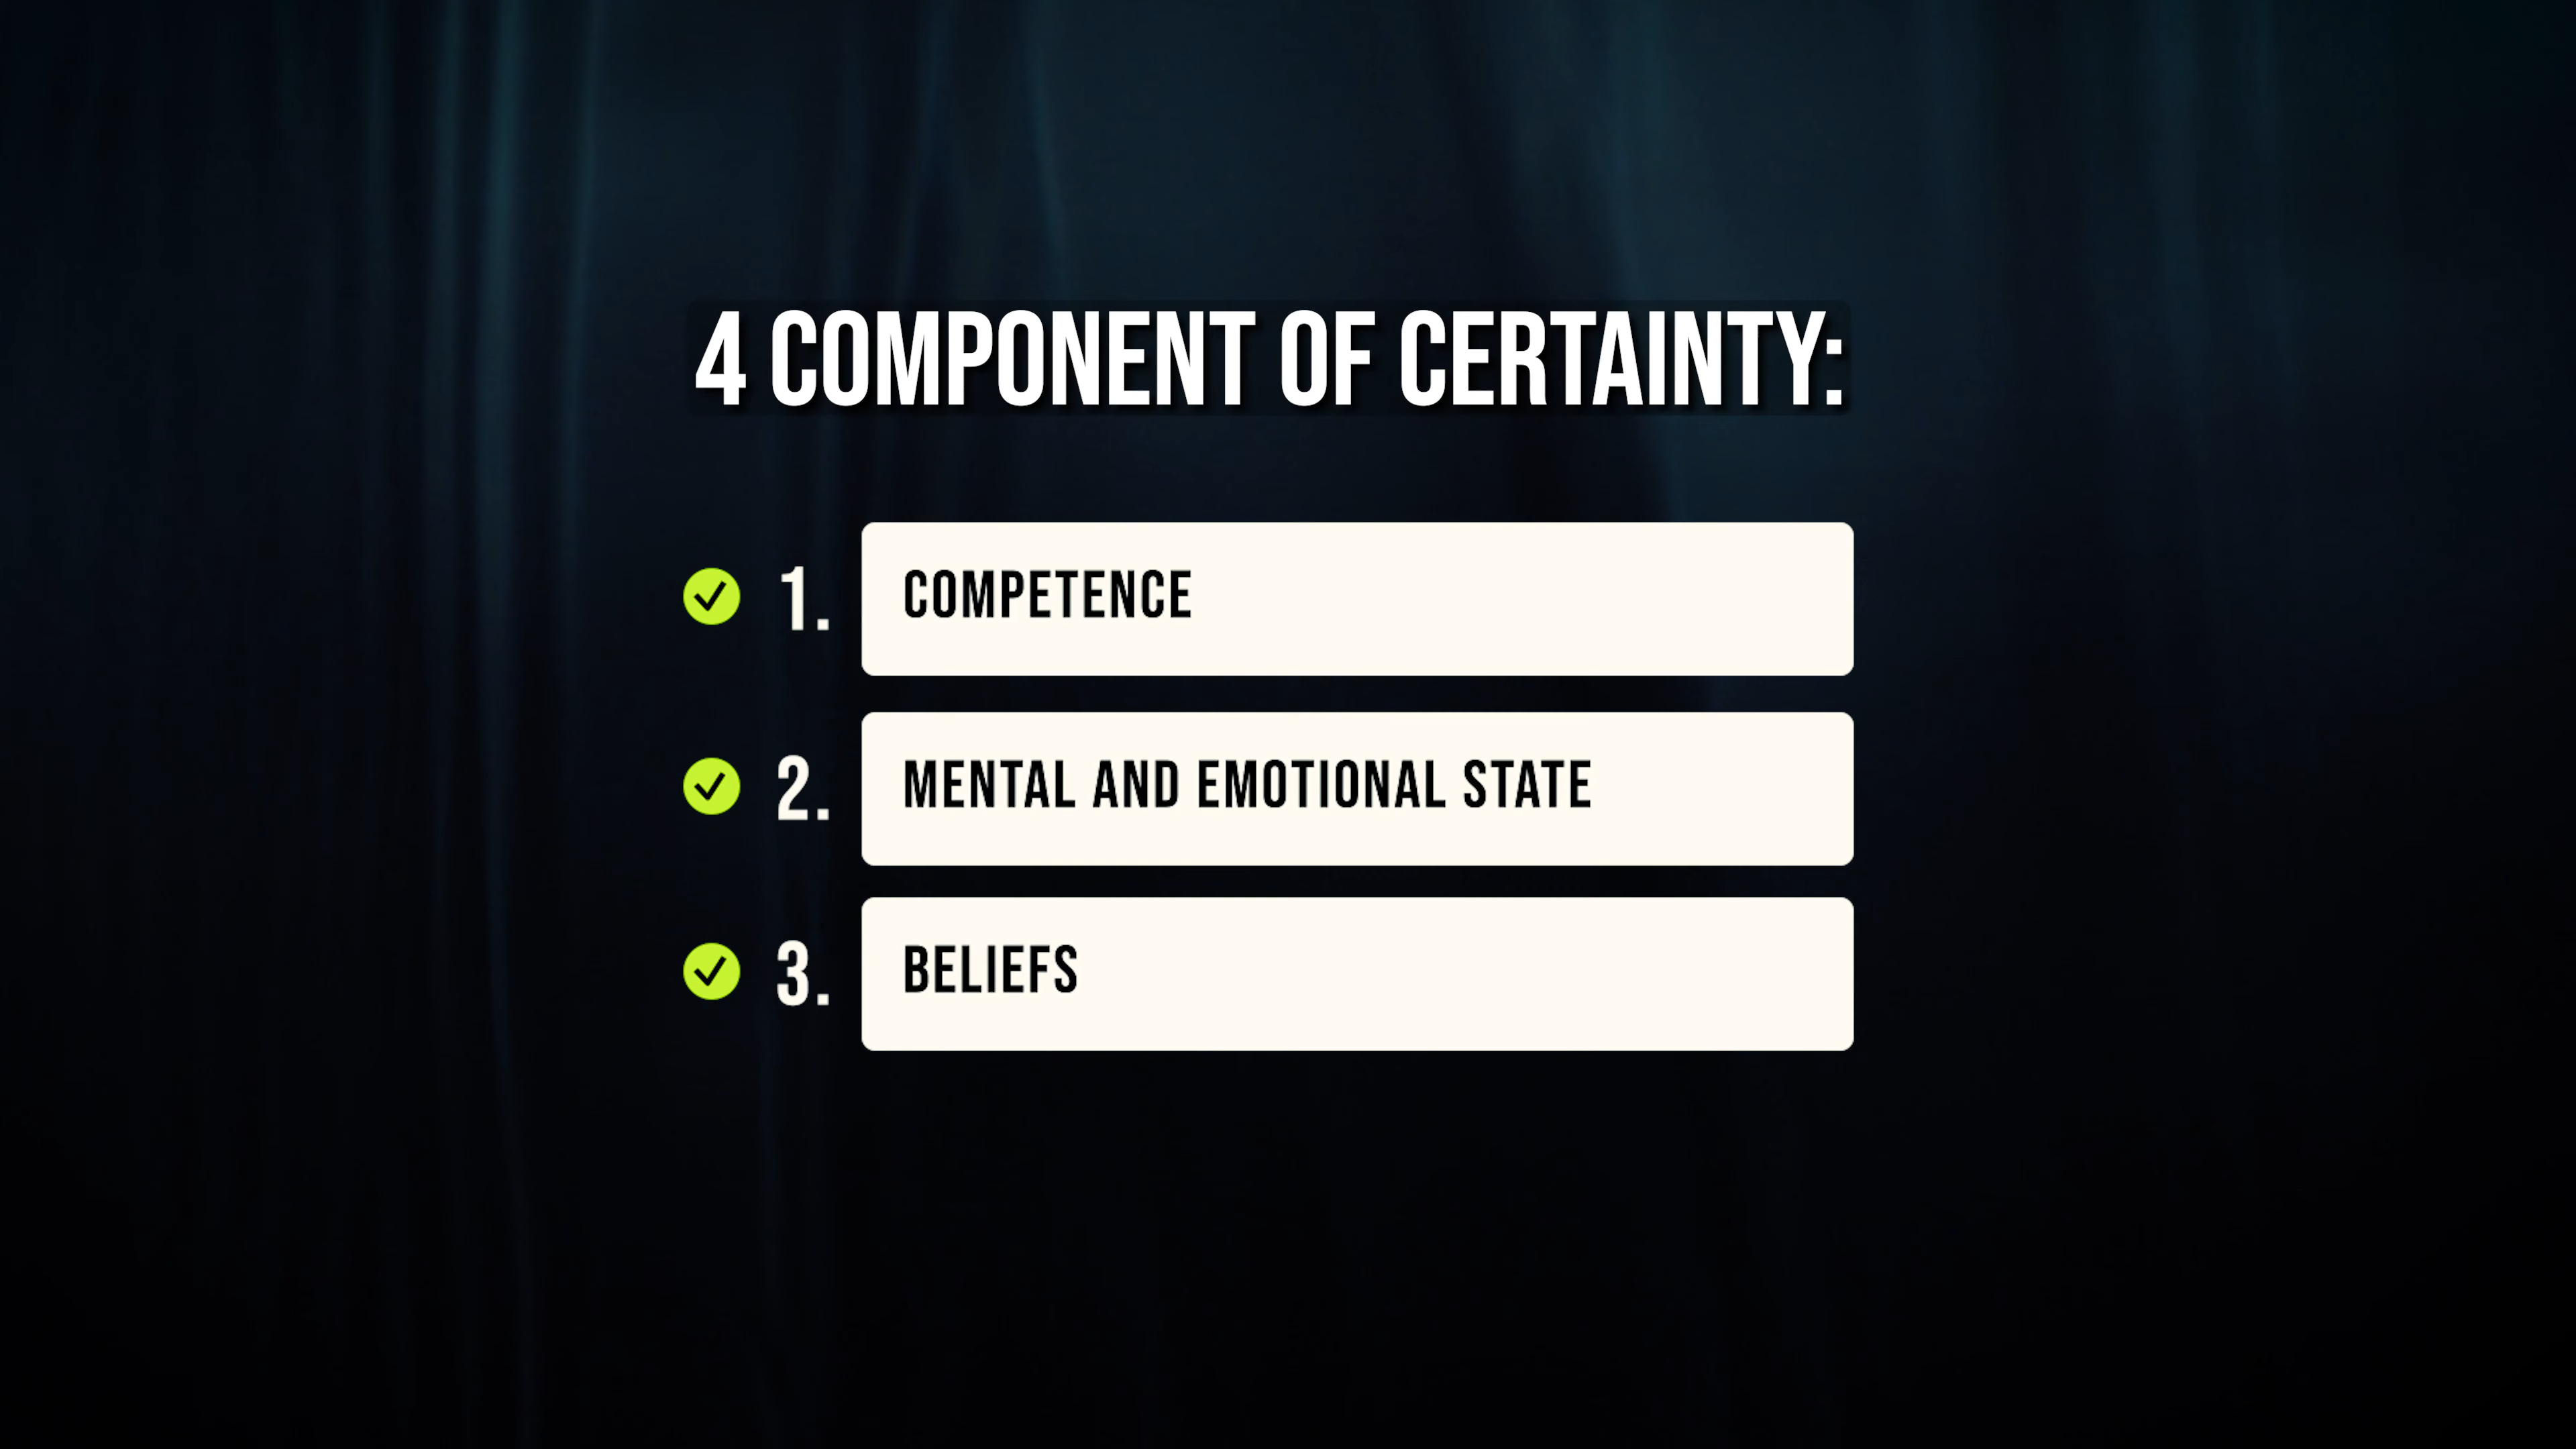 4 COMPONENT OF CERTAINTY:
1. COMPETENCE
2. MENTAL AND EMOTIONAL STATE
3. BELIEFS